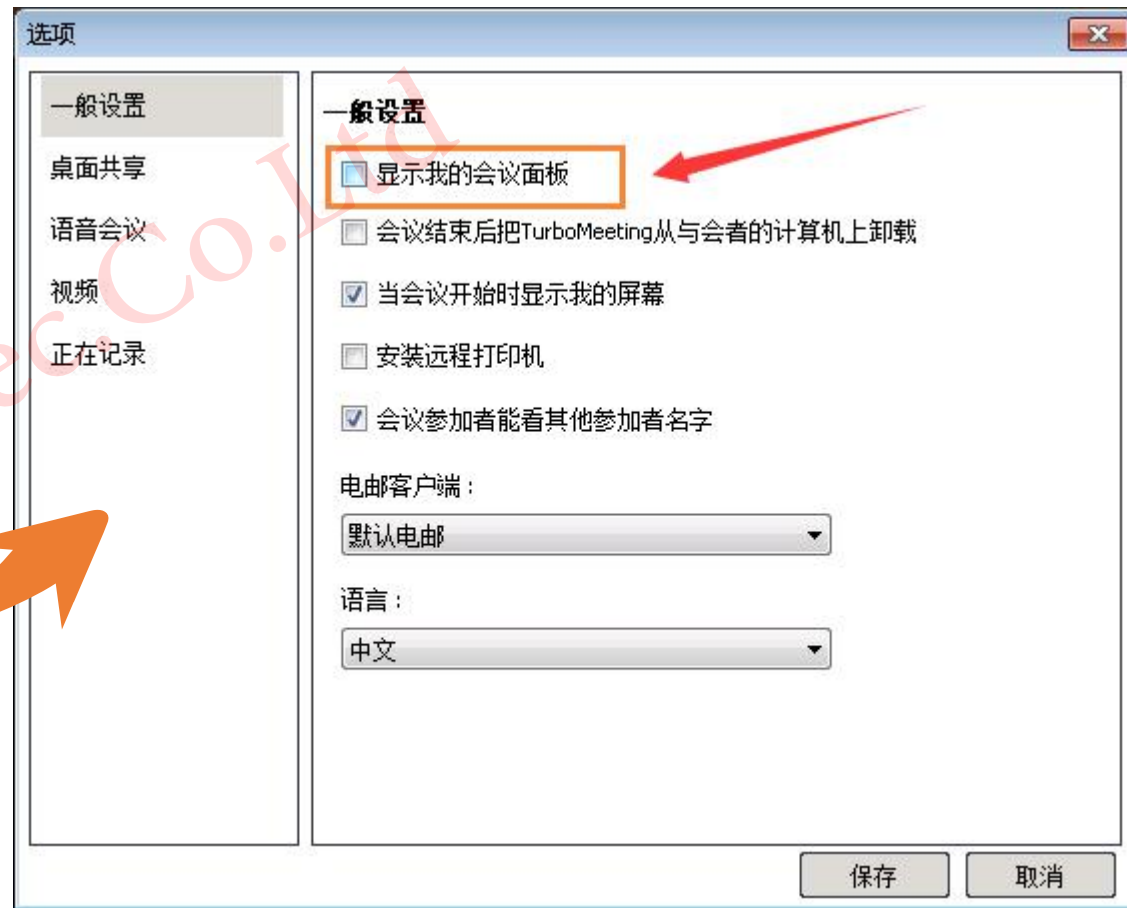 选项
一般设置
桌面共享
语音会议
视频
正在记录
一般设置
显示我的会议面板
会议结束后把TurboMeeting从与会者的计算机上卸载
当会议开始时显示我的屏幕
安装远程打印机
会议参加者能看其他参加者名字
电邮客户端：
默认电邮
语言：
中文
保存
取消
ec.Co.Ltd